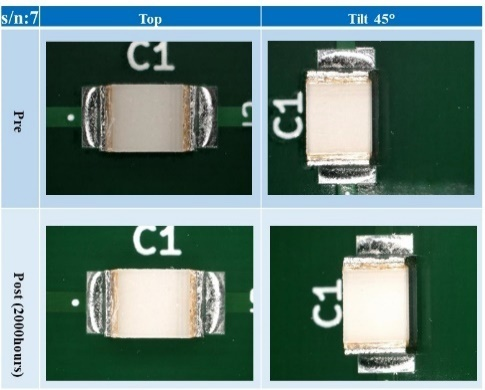 s/n:7
Top
Tilt 45°
Pre
C1
C1
Post (2000hours)
C1
C1